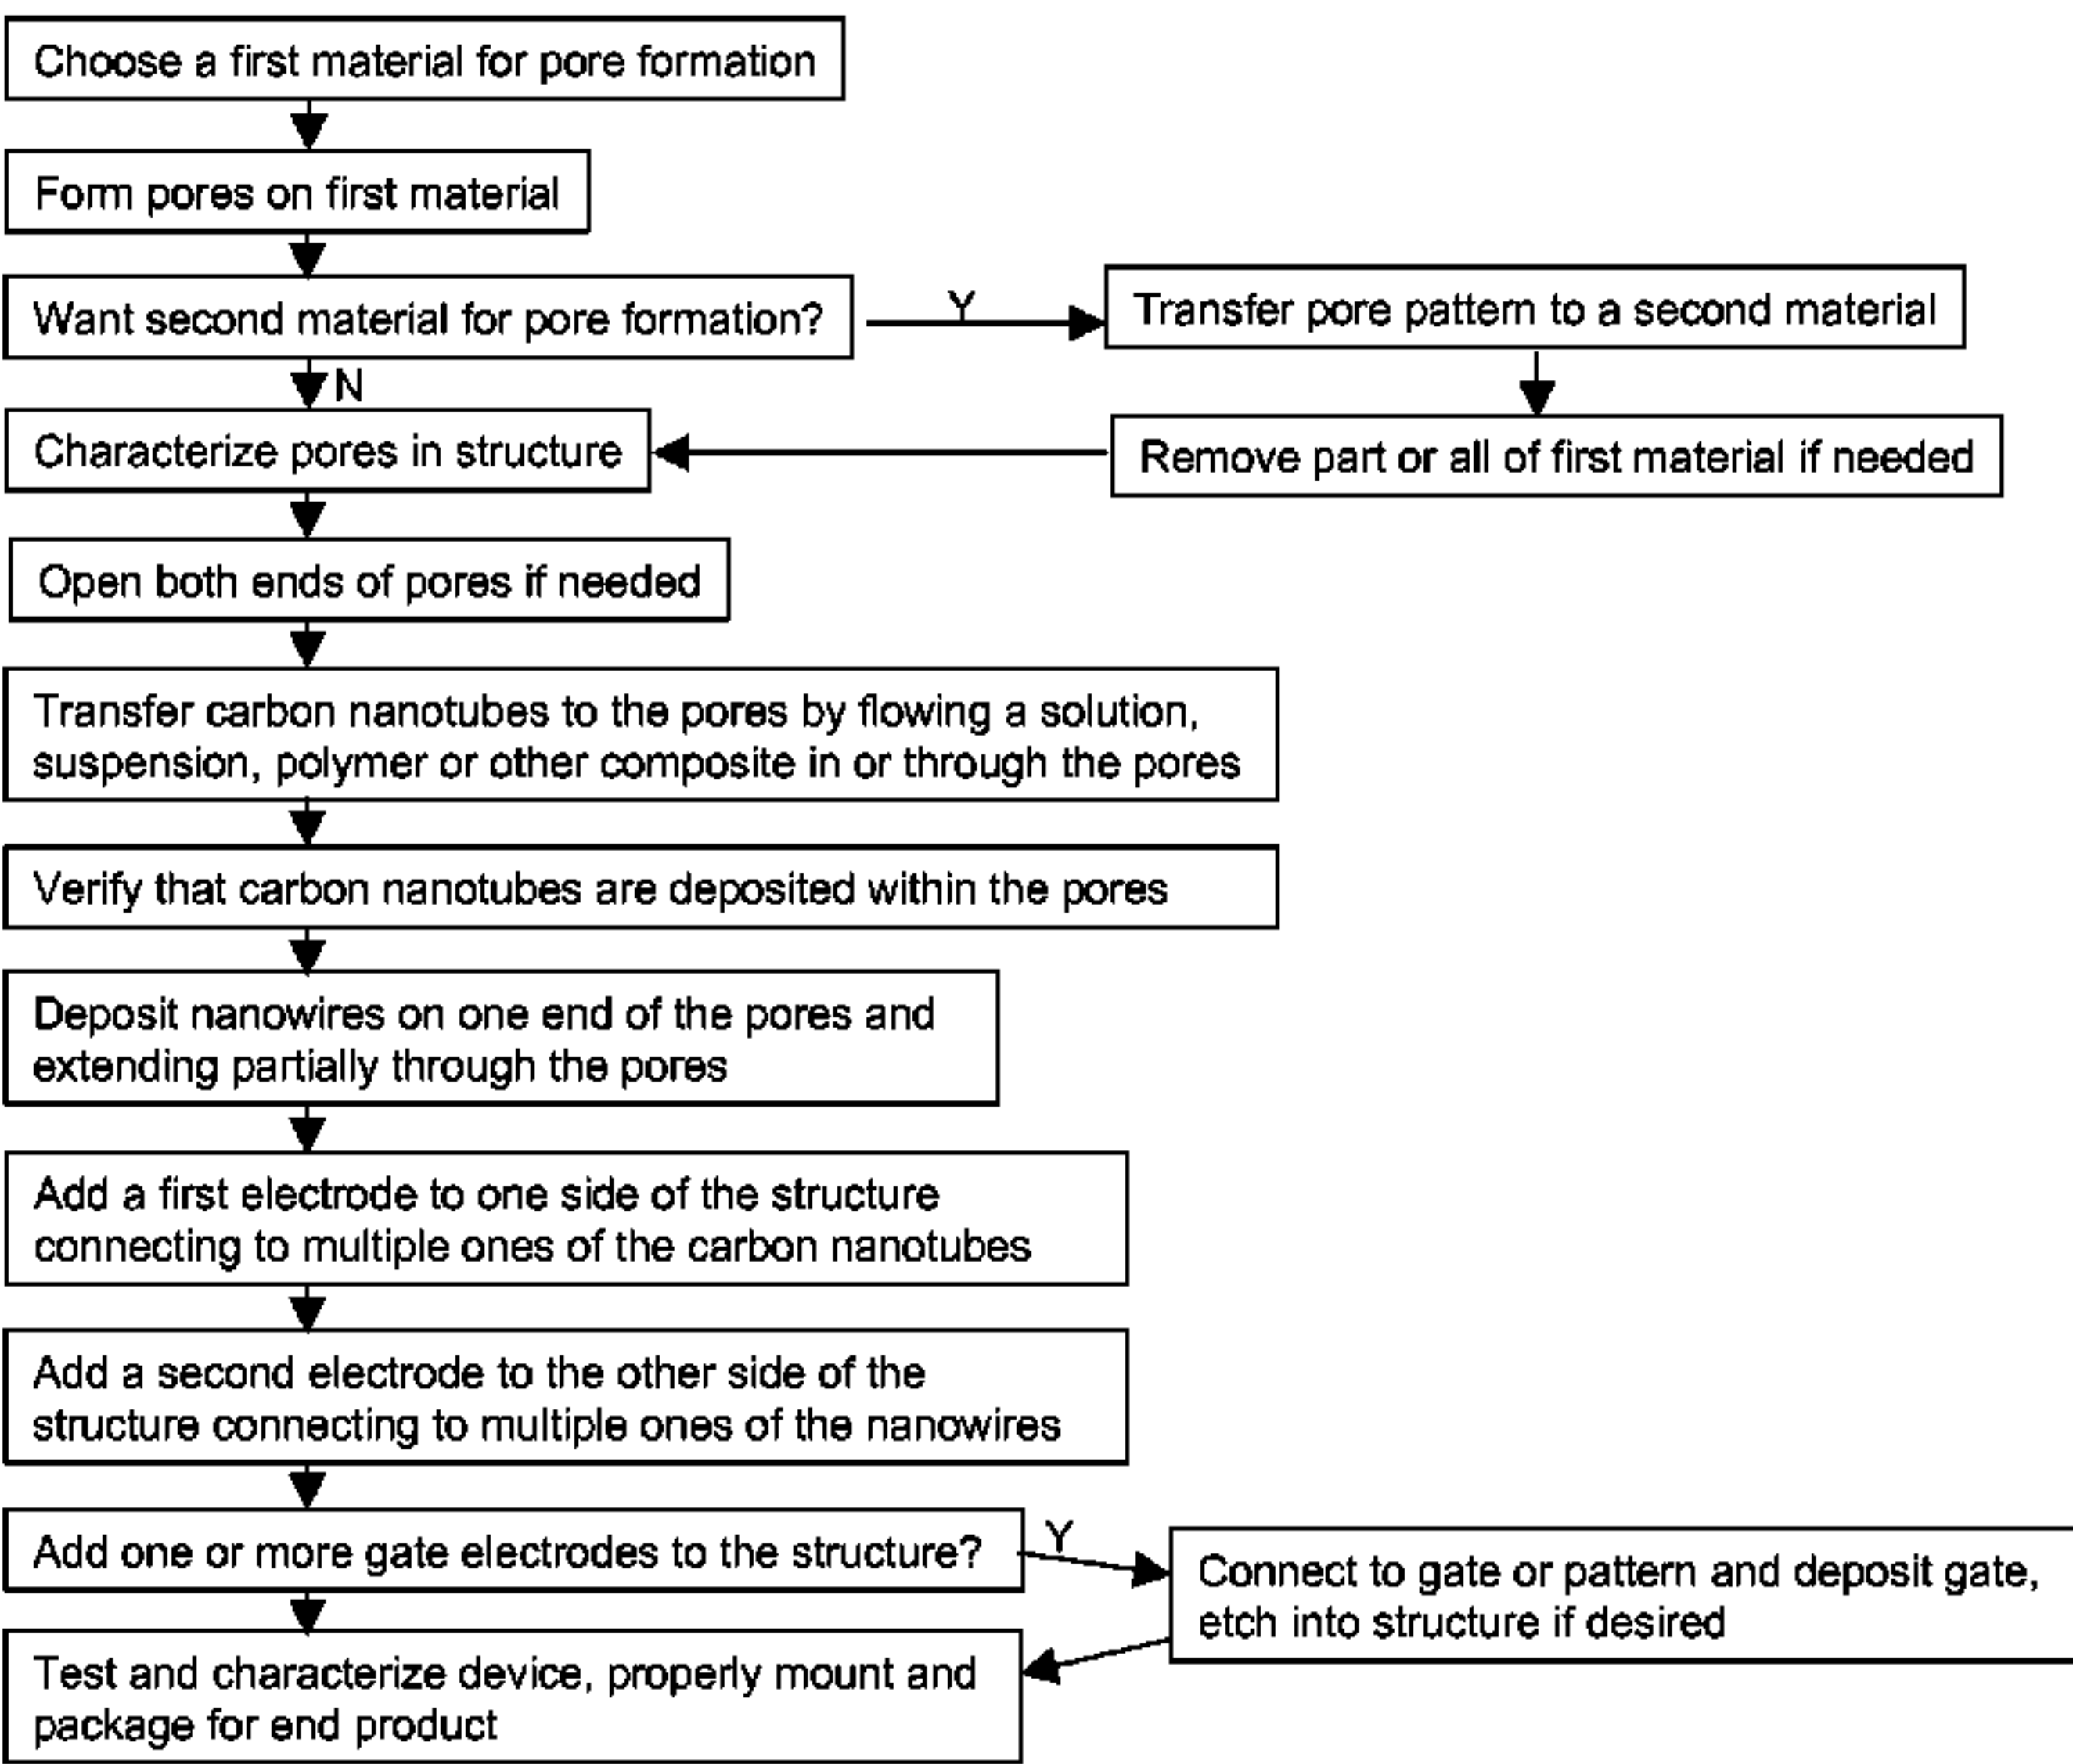 Choose a first material for pore formation
Form pores on first material
Want second material for pore formation?
Y
Transfer pore pattern to a second material
N
Characterize pores in structure
Remove part or all of first material if needed
Open both ends of pores if needed
Transfer carbon nanotubes to the pores by flowing a solution,
suspension, polymer or other composite in or through the pores
Verify that carbon nanotubes are deposited within the pores
Deposit nanowires on one end of the pores and
extending partially through the pores
Add a first electrode to one side of the structure
connecting to multiple ones of the carbon nanotubes
Add a second electrode to the other side of the
structure connecting to multiple ones of the nanowires
Add one or more gate electrodes to the structure?
Y
Connect to gate or pattern and deposit gate,
etch into structure if desired
Test and characterize device, properly mount and
package for end product